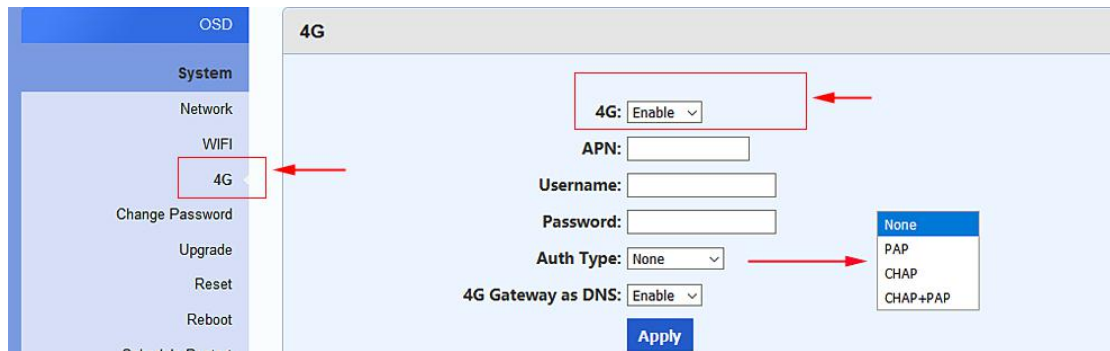 OSD
System
Network
WIFI
4G
Change Password
Upgrade
Reset
Reboot
4G
4G: Enable
APN:
Username:
Password:
Auth Type: None
4G Gateway as DNS: Enable
Apply
None
PAP
CHAP
CHAP+PAP